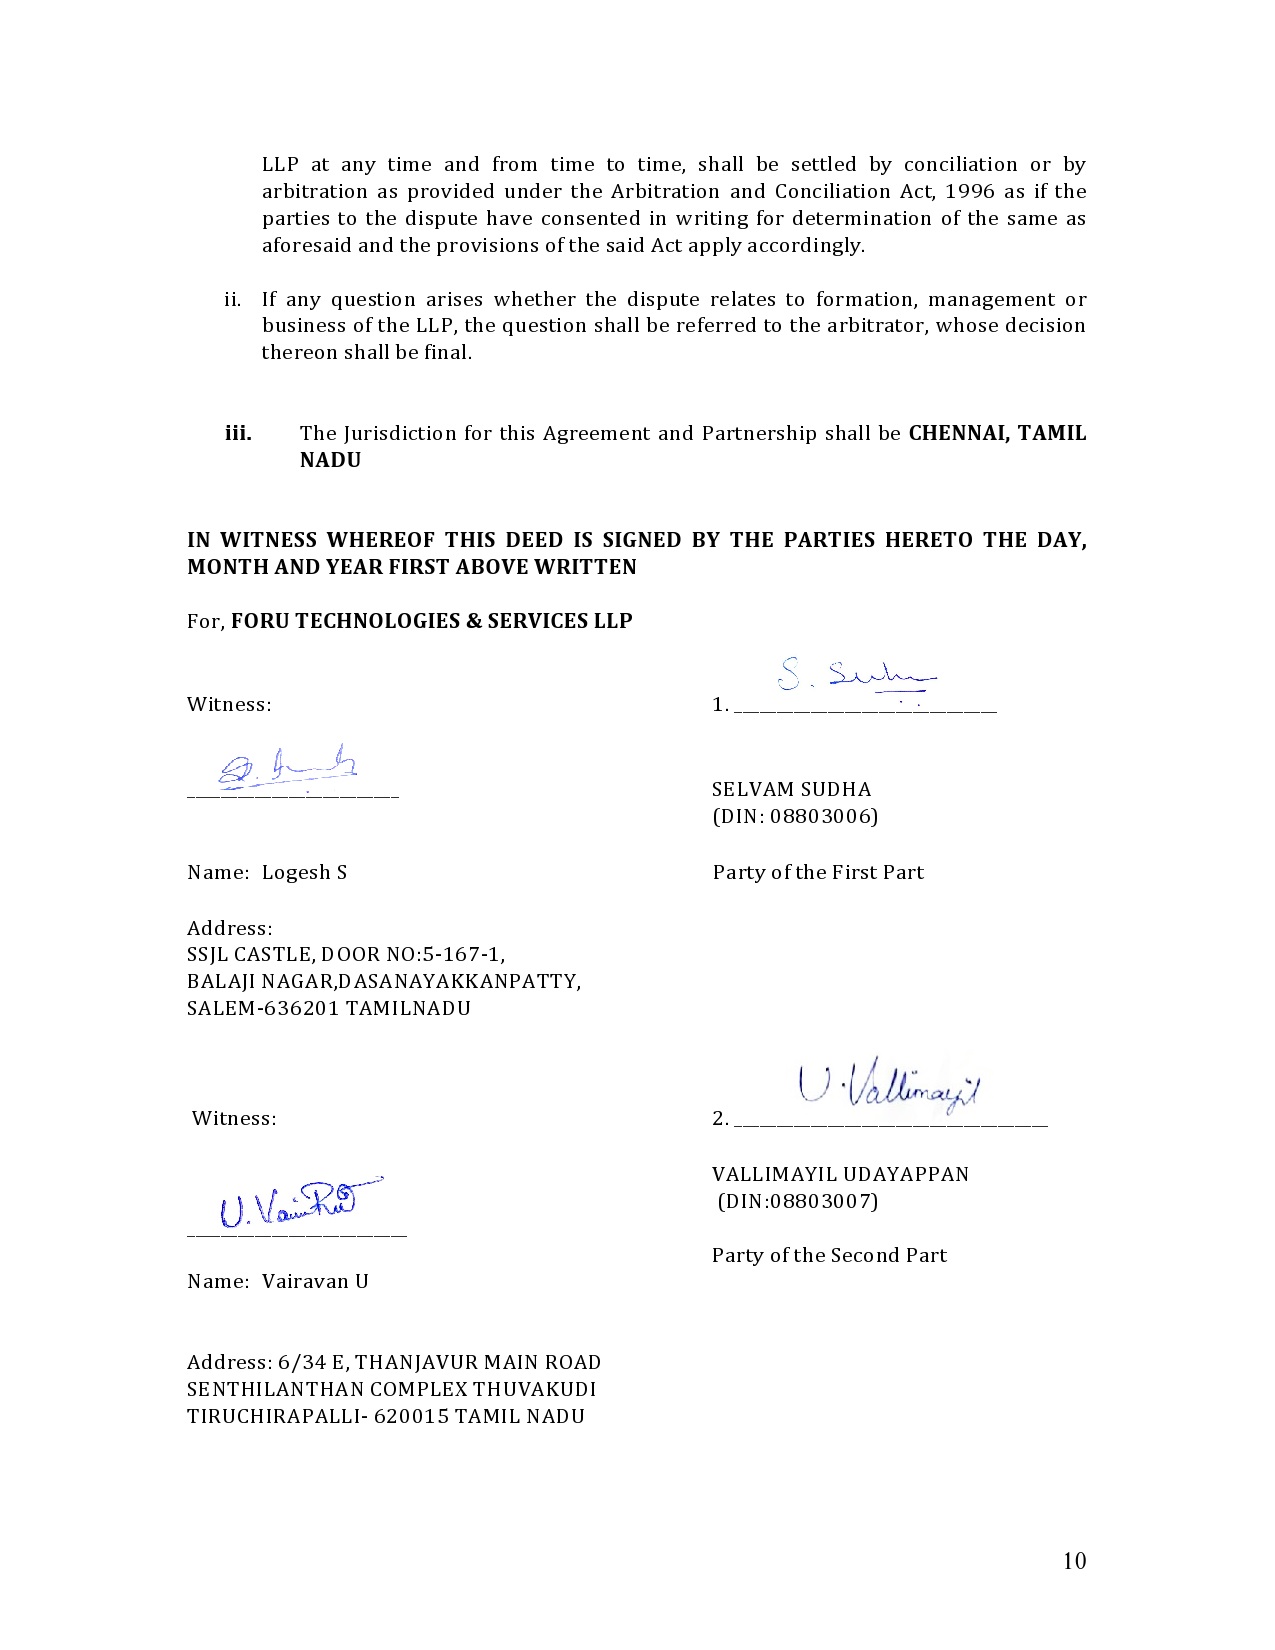 LLP at any time and from time to time, shall be settled by conciliation or by
arbitration as provided under the Arbitration and Conciliation Act, 1996 as if the
parties to the dispute have consented in writing for determination of the same as
aforesaid and the provisions of the said Act apply accordingly.
ii. If any question arises whether the dispute relates to formation, management or
business of the LLP, the question shall be referred to the arbitrator, whose decision
thereon shall be final.
iii. The Jurisdiction for this Agreement and Partnership shall be CHENNAI, TAMIL
NADU
IN WITNESS WHEREOF THIS DEED IS SIGNED BY THE PARTIES HERETO THE DAY,
MONTH AND YEAR FIRST ABOVE WRITTEN
For, FORU TECHNOLOGIES & SERVICES LLP
S. Sudha
Witness:
1.
SELVAM SUDHA
(DIN: 08803006)
Name: Logesh S
Party of the First Part
Address:
SSJL CASTLE, DOOR NO:5-167-1,
BALAJI NAGAR,DASANAYAKKANPATTY,
SALEM-636201 TAMILNADU
U. Vallimayil
Witness:
2.
VALLIMAYIL UDAYAPPAN
(DIN:08803007)
Party of the Second Part
Name: Vairavan U
Address: 6/34 E, THANJAVUR MAIN ROAD
SENTHILANTHAN COMPLEX THUVAKUDI
TIRUCHIRAPALLI- 620015 TAMIL NADU
10